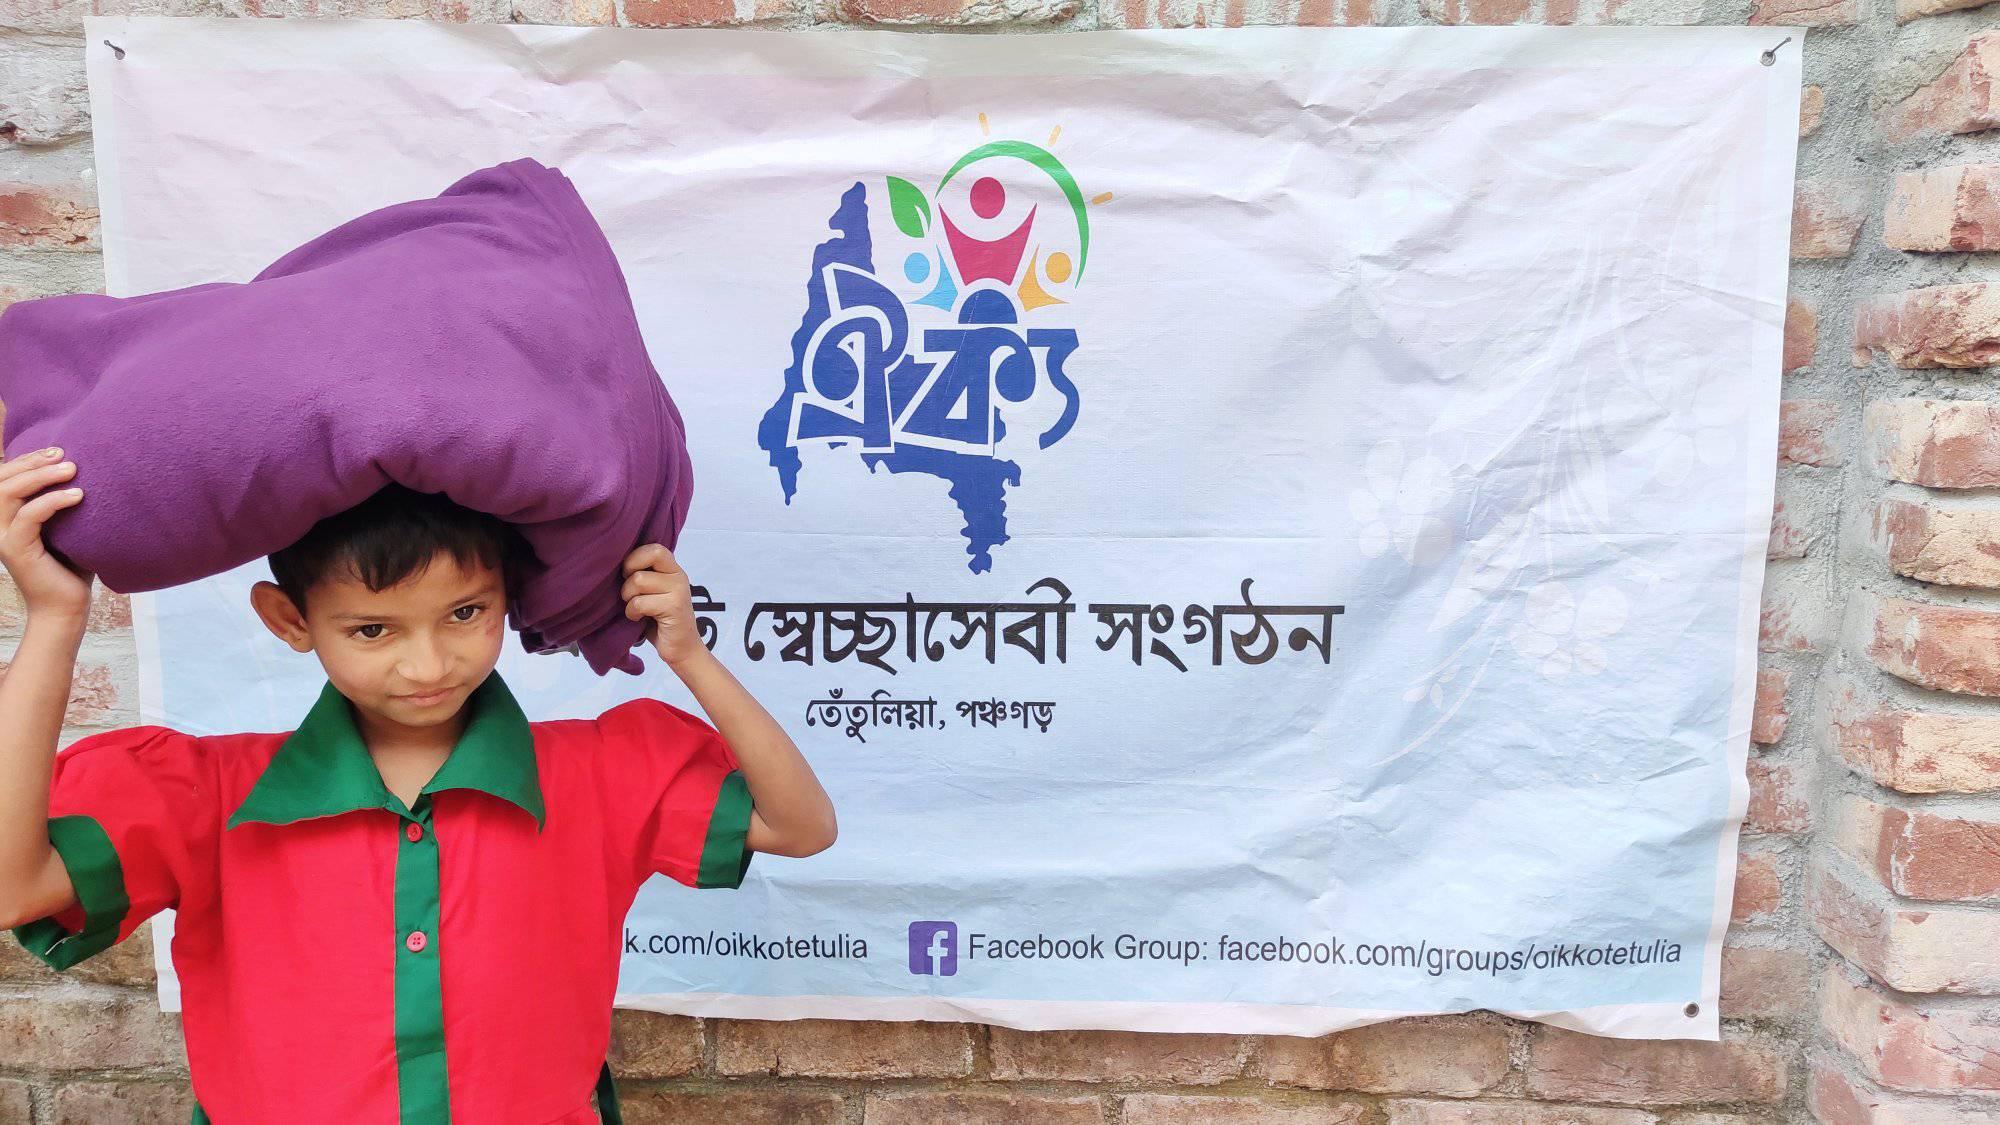 ঐক্য
স্বেচ্ছাসেবী সংগঠন
তেঁতুলিয়া, পঞ্চগড়
k.com/oikkotetulia
f Facebook Group: facebook.com/groups/oikkotetulia